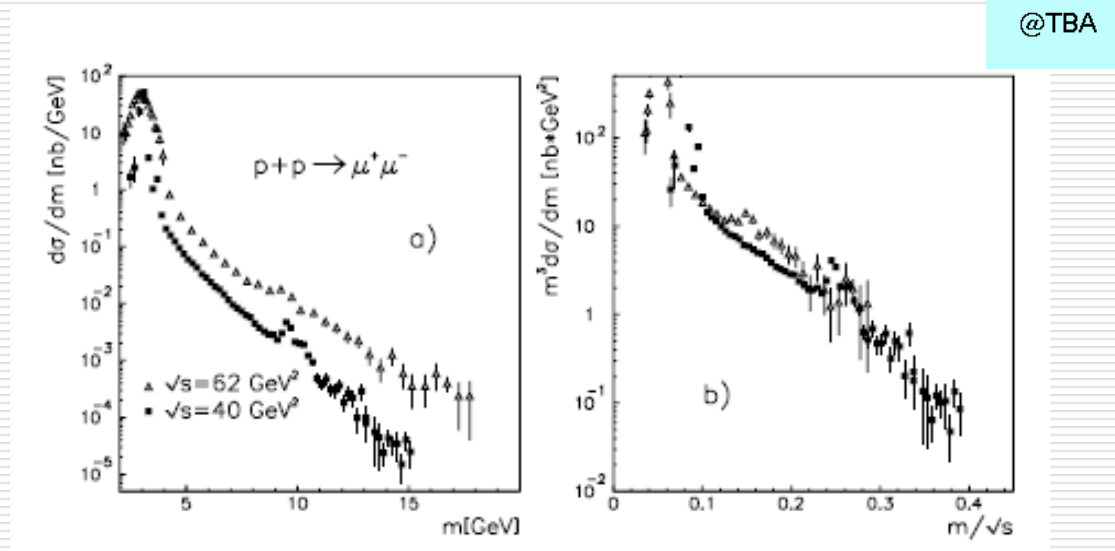 @TBA
dσ/dm [nb/GeV]
10²
10
1
10⁻¹
10⁻²
10⁻³
10⁻⁴
10⁻⁵
p+p → μ⁺ μ⁻
a)
√s=62 GeV²
√s=40 GeV²
5
10
15
m[GeV]
m³dσ/dm [nb*GeV²]
10²
10
1
10⁻¹
10⁻²
b)
0
0.1
0.2
0.3
0.4
m/√s